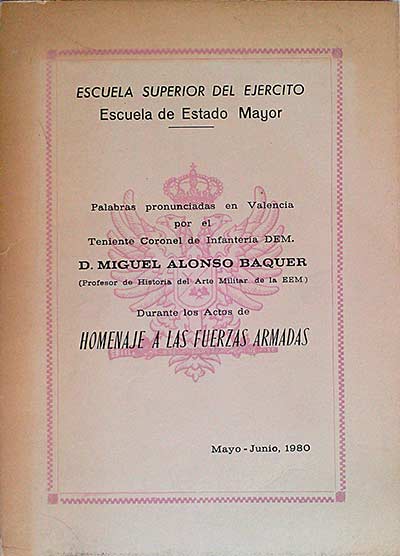 ESCUELA SUPERIOR DEL EJERCITO
Escuela de Estado Mayor
Palabras pronunciadas en Valencia
por el
Teniente Coronel de Infantería DEM.
D. MIGUEL ALONSO BAQUER
(Profesor de Historia del Arte Militar de la EEM.)
Durante los Actos de
HOMENAJE A LAS FUERZAS ARMADAS
Mayo - Junio, 1980